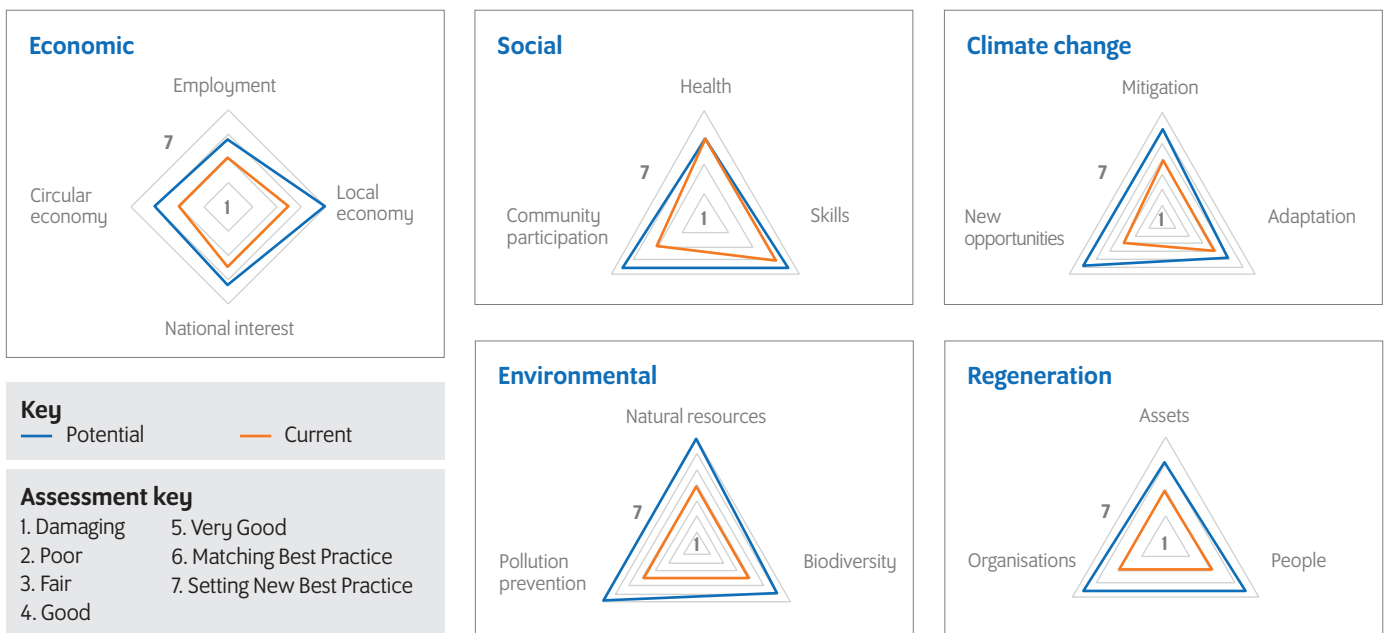 Economic
Employment
7
Circular
economy
1
Local
economy
National interest
Social
Health
7
Community
participation
1
Skills
Climate change
Mitigation
7
New
opportunities
1
Adaptation
Key
Potential
Current
Assessment key
1. Damaging
2. Poor
3. Fair
4. Good
5. Very Good
6. Matching Best Practice
7. Setting New Best Practice
Environmental
Natural resources
7
Pollution
prevention
1
Biodiversity
Regeneration
Assets
7
Organisations
1
People